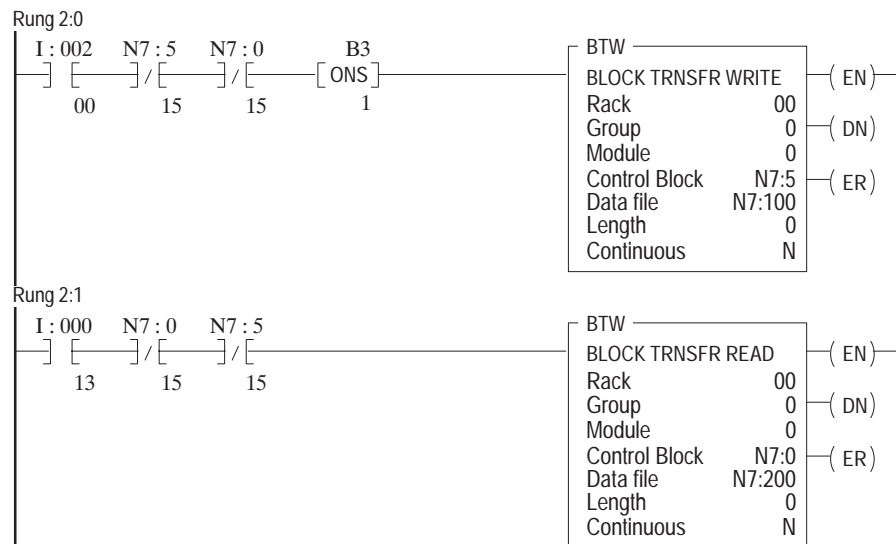 Rung 2:0
I : 002 N7 : 5 N7 : 0 B3
ONS
00 15 15 1
BTW
BLOCK TRNSFR WRITE
Rack 00
Group 0
Module 0
Control Block N7:5
Data file N7:100
Length 0
Continuous N
EN
DN
ER
Rung 2:1
I : 000 N7 : 0 N7 : 5
13 15 15
BTW
BLOCK TRNSFR READ
Rack 00
Group 0
Module 0
Control Block N7:0
Data file N7:200
Length 0
Continuous N
EN
DN
ER